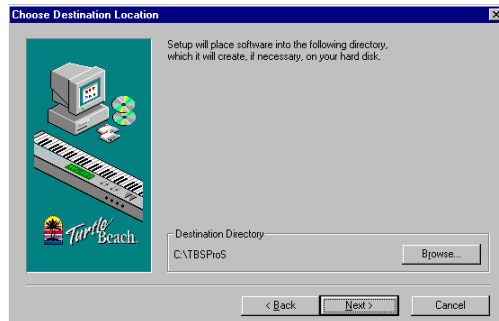 Choose Destination Location
Setup will place software into the following directory,
which it will create, if necessary, on your hard disk.
Turtle
Beach
Destination Directory
C:\TBSProS
Browse...
< Back
Next >
Cancel